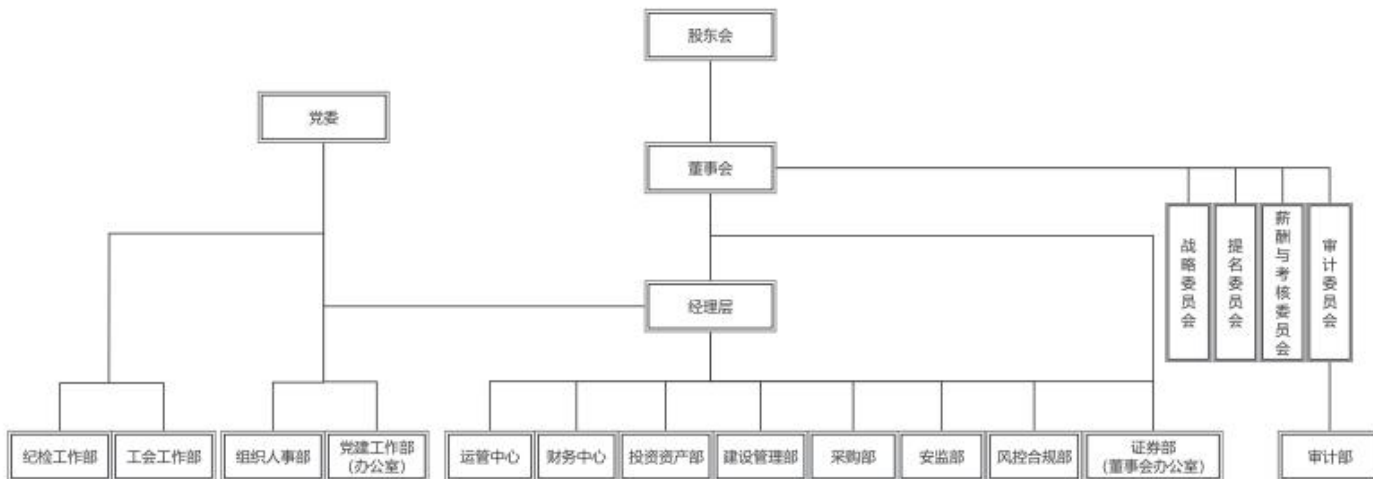 股东会
党委
董事会
战略委员会
提名委员会
薪酬与考核委员会
审计委员会
经理层
纪检工作部
工会工作部
组织人事部
党建工作部
(办公室)
运管中心
财务中心
投资资产部
建设管理部
采购部
安监部
风控合规部
证券部
(董事会办公室)
审计部